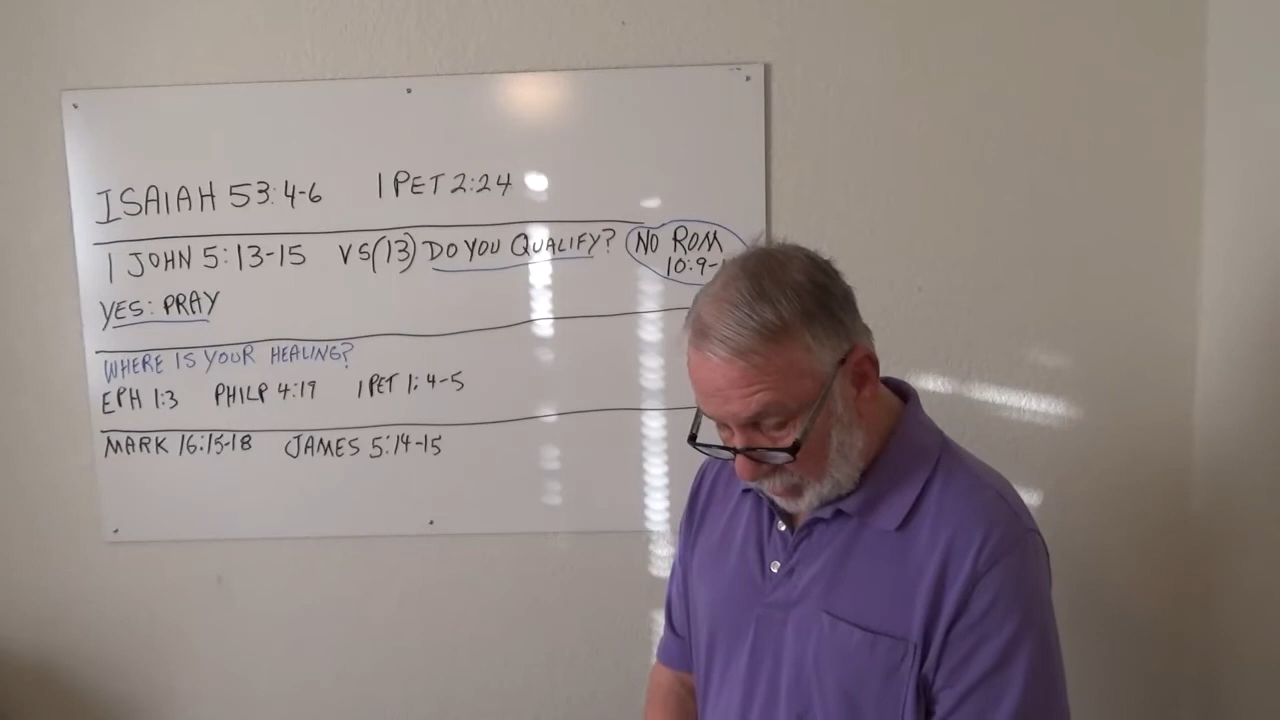 ISAIAH 53:4-6 1 PET 2:24
1 JOHN 5:13-15 VS(13) DO YOU QUALIFY? NO ROM
10:9-
YES: PRAY
WHERE IS YOUR HEALING?
EPH 1:3 PHILP 4:19 1 PET 1:4-5
MARK 16:15-18 JAMES 5:14-15